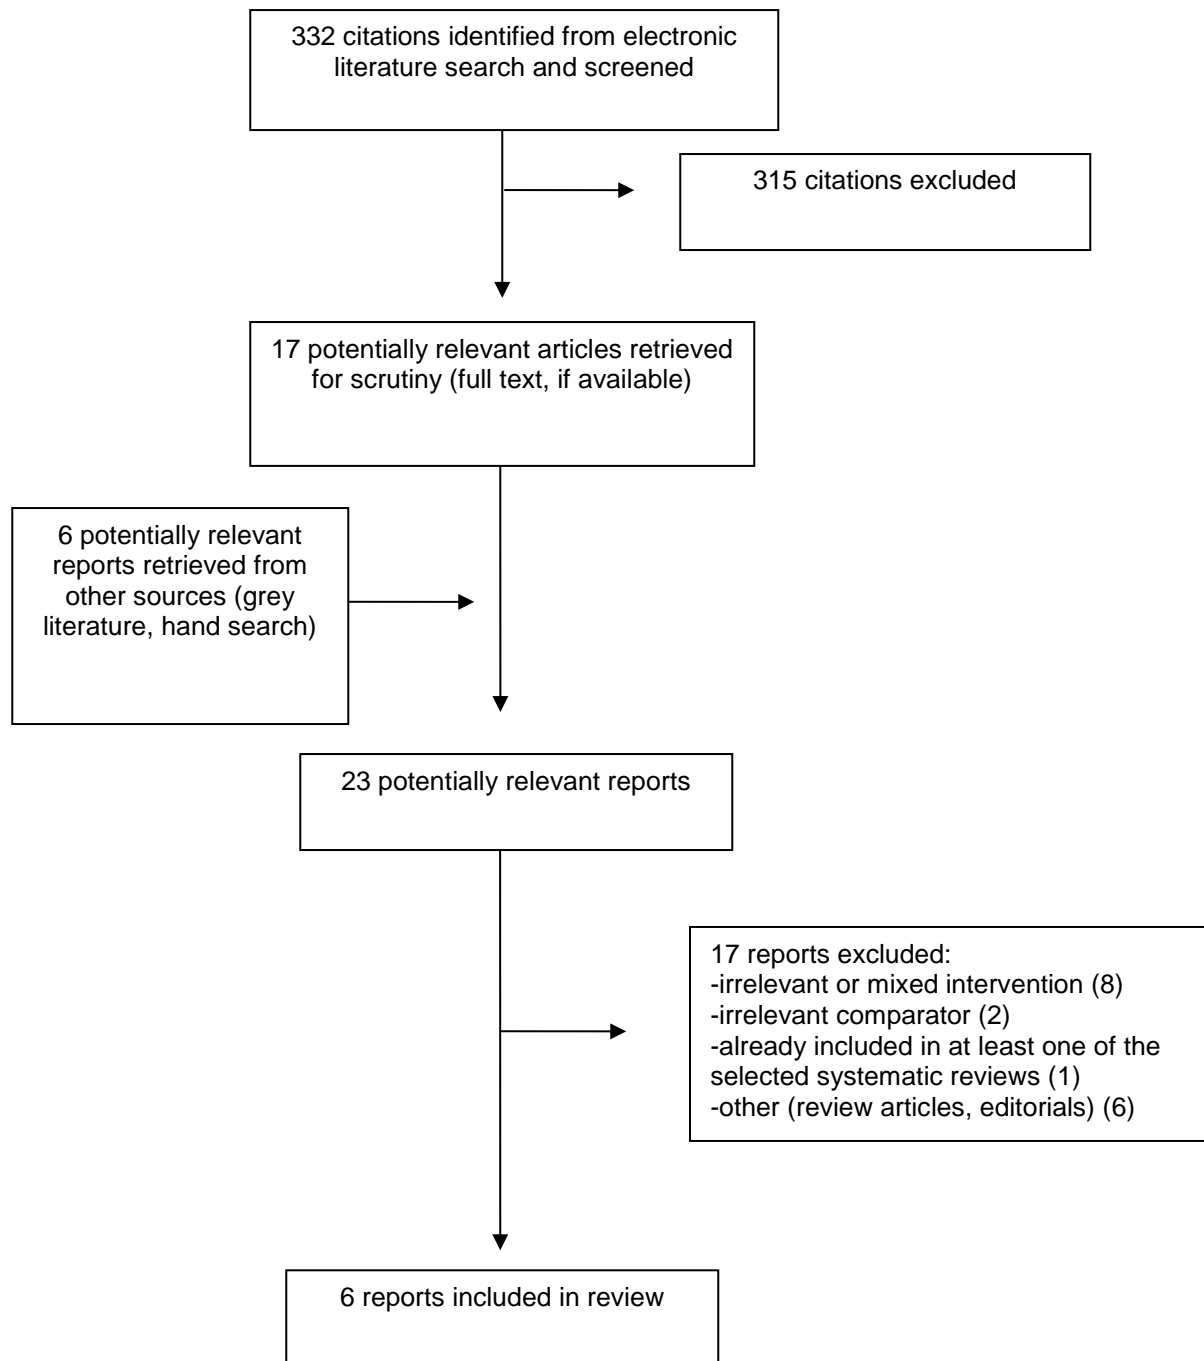 332 citations identified from electronic
literature search and screened
315 citations excluded
17 potentially relevant articles retrieved
for scrutiny (full text, if available)
6 potentially relevant
reports retrieved from
other sources (grey
literature, hand search)
23 potentially relevant reports
17 reports excluded:
-irrelevant or mixed intervention (8)
-irrelevant comparator (2)
-already included in at least one of the
selected systematic reviews (1)
-other (review articles, editorials) (6)
6 reports included in review